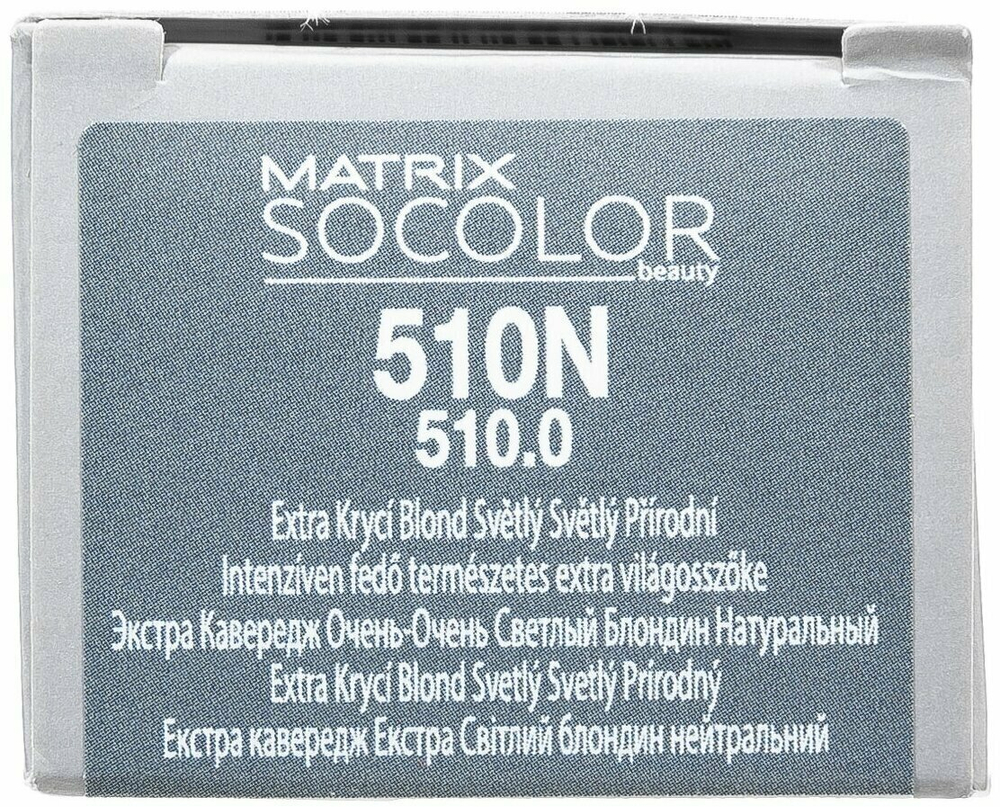 MATRIX
SOCOLOR
beauty
510N
510.0
Extra Krycí Blond Světlý Světlý Přírodní
Intenzíven fedő természetes extra világosszőke
Экстра Кавередж Очень-Очень Светлый Блондин Натуральный
Extra Krycí Blond Svetlý Svetlý Prírodný
Екстра кавередж Екстра Світлий блондин нейтральний